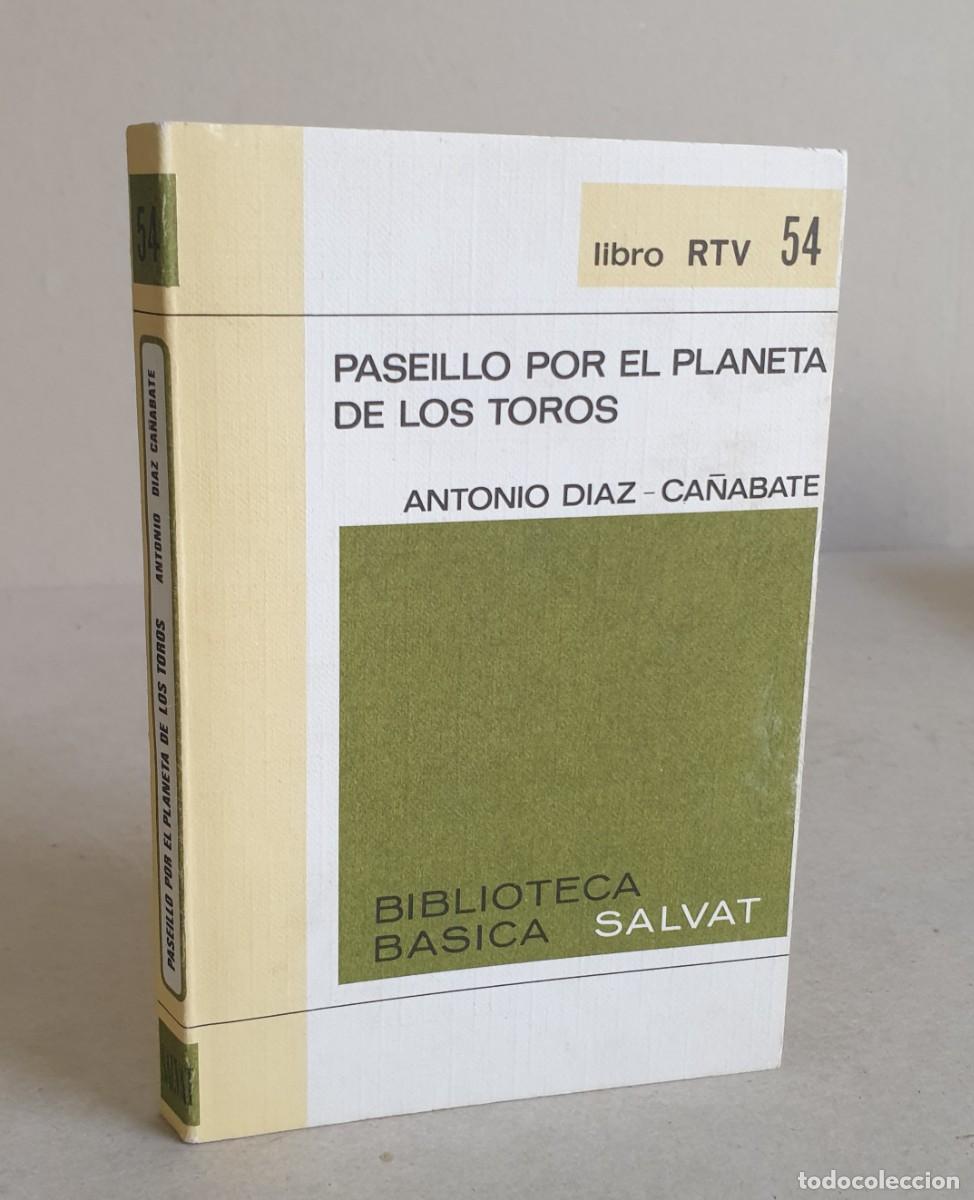 54
PASEILLO POR EL PLANETA DE LOS TOROS ANTONIO DIAZ CAÑABATE
SALVAT
libro RTV 54
PASEILLO POR EL PLANETA
DE LOS TOROS
ANTONIO DIAZ - CAÑABATE
BIBLIOTECA
BASICA SALVAT
todocoleccion